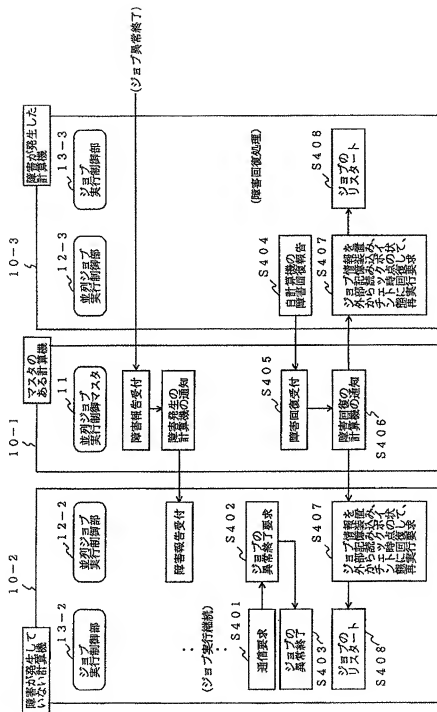 10-2
障害が発生して
いない計算機
13-2
ジョブ
実行制御部
12-2
並列ジョブ
実行制御部
10-1
マスタの
ある計算機
11
並列ジョブ
実行制御マスタ
10-3
障害が発生した
計算機
12-3
並列ジョブ
実行制御部
13-3
ジョブ
実行制御部
(ジョブ異常終了)
障害報告受付
障害発生の
計算機の通知
障害報告受付
(ジョブ実行継続)
S401
通信要求
S402
ジョブの
異常終了要求
ジョブの
異常終了
S403
S404
自計算機の
障害回復報告
(障害回復処理)
S405
障害回復受付
障害回復の
計算機の通知
S406
S407
ジョブ情報を
外部記憶装置
から読み込み、
チェックポイ
ント時点の状
態に回復して、
再実行要求
ジョブの
リスタート
S408
S407
ジョブ情報を
外部記憶装置
から読み込み、
チェックポイ
ント時点の状
態に回復して、
再実行要求
S408
ジョブの
リスタート